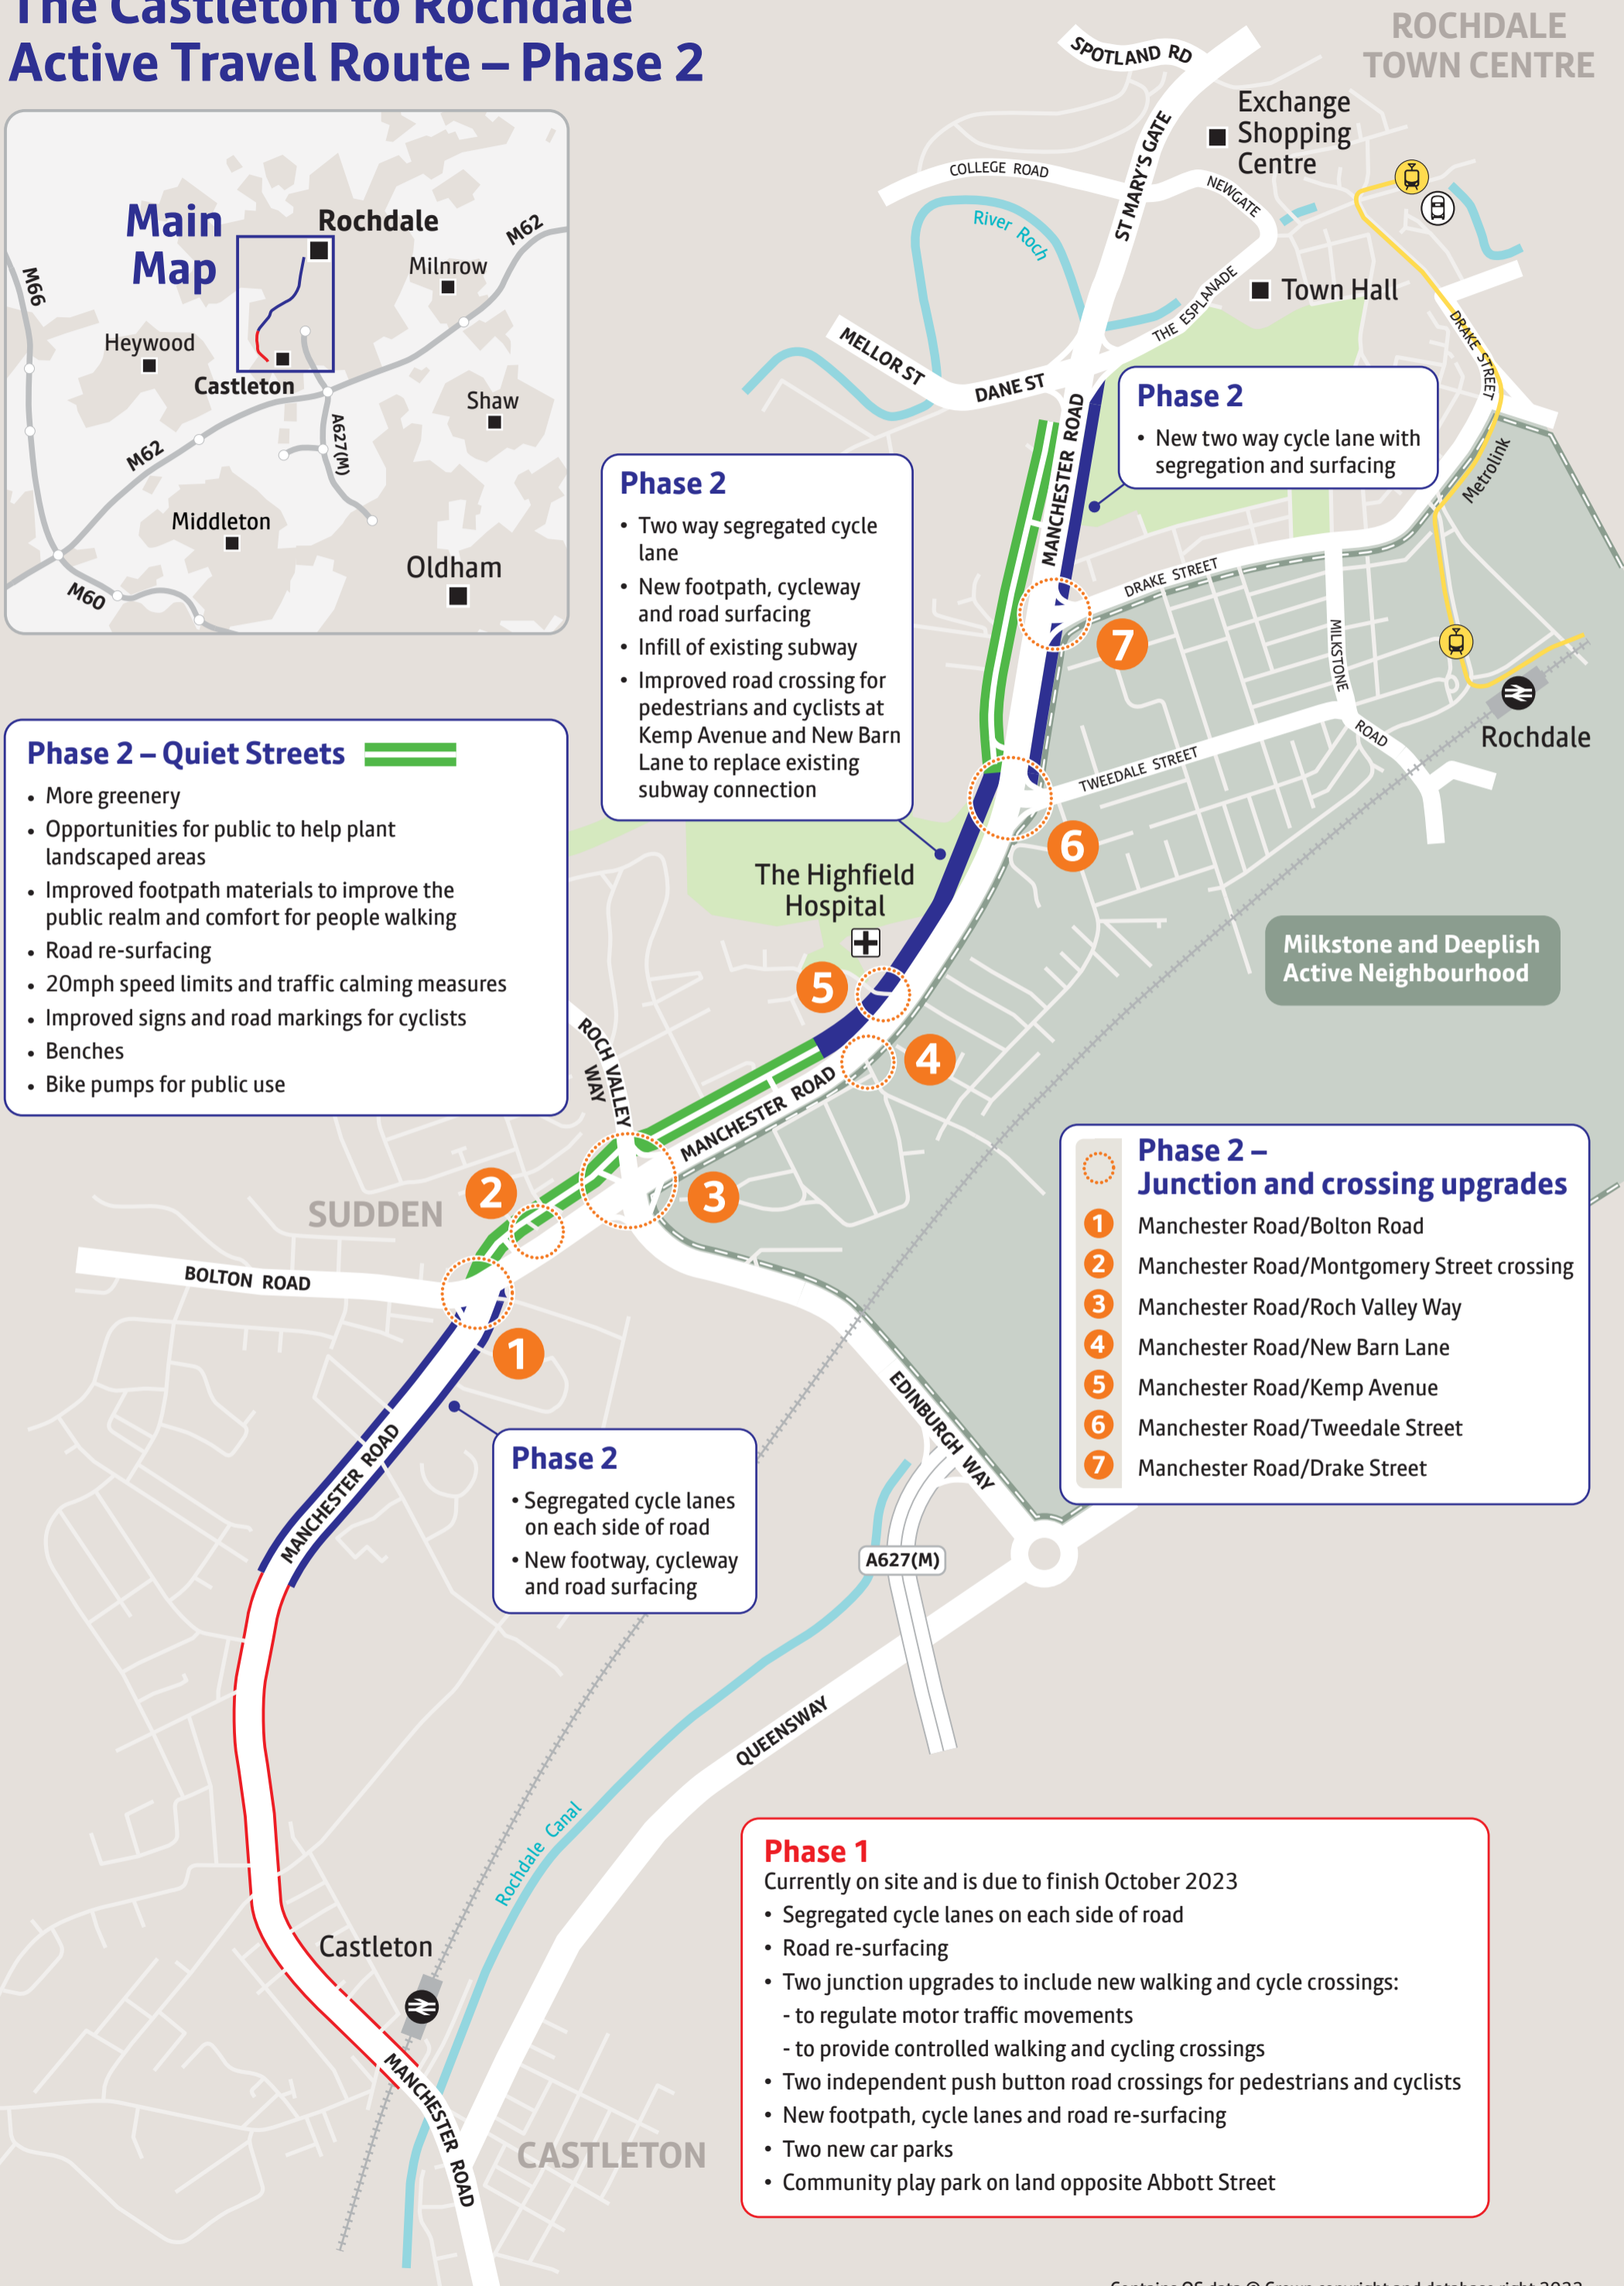 The Castleton to Rochdale
Active Travel Route – Phase 2
ROCHDALE
TOWN CENTRE
SPOTLAND RD
Exchange
Shopping
Centre
ST MARY'S GATE
COLLEGE ROAD
NEWGATE
River Roch
Town Hall
THE ESPLANADE
DRAKE STREET
MELLOR ST
DANE ST
MANCHESTER ROAD
Metrolink
Main
Map
Rochdale
M62
M66
Milnrow
Heywood
Castleton
Shaw
A627(M)
M62
Middleton
Oldham
M60
Phase 2
• New two way cycle lane with
segregation and surfacing
Phase 2
• Two way segregated cycle
lane
• New footpath, cycleway
and road surfacing
• Infill of existing subway
• Improved road crossing for
pedestrians and cyclists at
Kemp Avenue and New Barn
Lane to replace existing
subway connection
DRAKE STREET
7
MILKSTONE
ROAD
Rochdale
TWEEDALE STREET
6
Phase 2 – Quiet Streets
• More greenery
• Opportunities for public to help plant
landscaped areas
• Improved footpath materials to improve the
public realm and comfort for people walking
• Road re-surfacing
• 20mph speed limits and traffic calming measures
• Improved signs and road markings for cyclists
• Benches
• Bike pumps for public use
The Highfield
Hospital
5
4
Milkstone and Deeplish
Active Neighbourhood
ROCH VALLEY
WAY
MANCHESTER ROAD
2
3
SUDDEN
BOLTON ROAD
1
Phase 2 –
Junction and crossing upgrades
1 Manchester Road/Bolton Road
2 Manchester Road/Montgomery Street crossing
3 Manchester Road/Roch Valley Way
4 Manchester Road/New Barn Lane
5 Manchester Road/Kemp Avenue
6 Manchester Road/Tweedale Street
7 Manchester Road/Drake Street
EDINBURGH WAY
MANCHESTER ROAD
Phase 2
• Segregated cycle lanes
on each side of road
• New footway, cycleway
and road surfacing
A627(M)
QUEENSWAY
Rochdale Canal
Castleton
MANCHESTER ROAD
CASTLETON
Phase 1
Currently on site and is due to finish October 2023
• Segregated cycle lanes on each side of road
• Road re-surfacing
• Two junction upgrades to include new walking and cycle crossings:
- to regulate motor traffic movements
- to provide controlled walking and cycling crossings
• Two independent push button road crossings for pedestrians and cyclists
• New footpath, cycle lanes and road re-surfacing
• Two new car parks
• Community play park on land opposite Abbott Street
Contains OS data © Crown copyright and database right